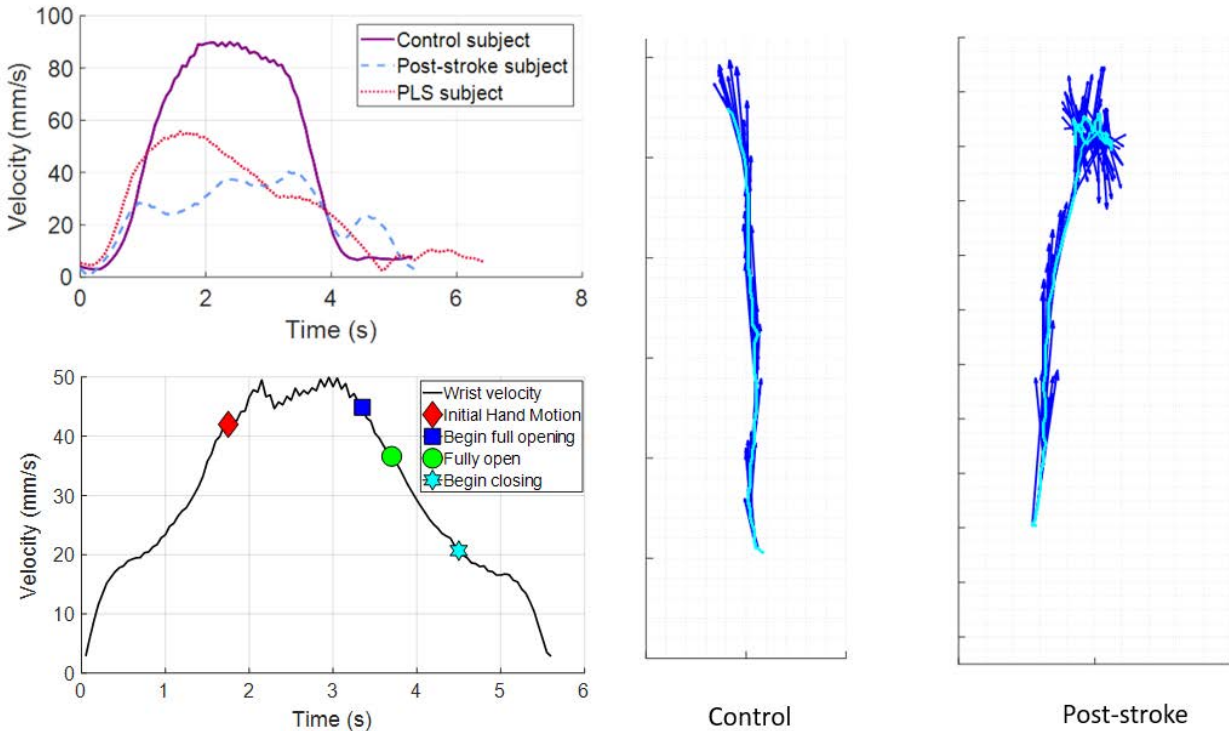 100
80
60
40
20
0
Velocity (mm/s)
0 2 4 6 8
Time (s)
Control subject
Post-stroke subject
PLS subject
50
40
30
20
10
0
Velocity (mm/s)
0 1 2 3 4 5 6
Time (s)
Wrist velocity
Initial Hand Motion
Begin full opening
Fully open
Begin closing
Control
Post-stroke